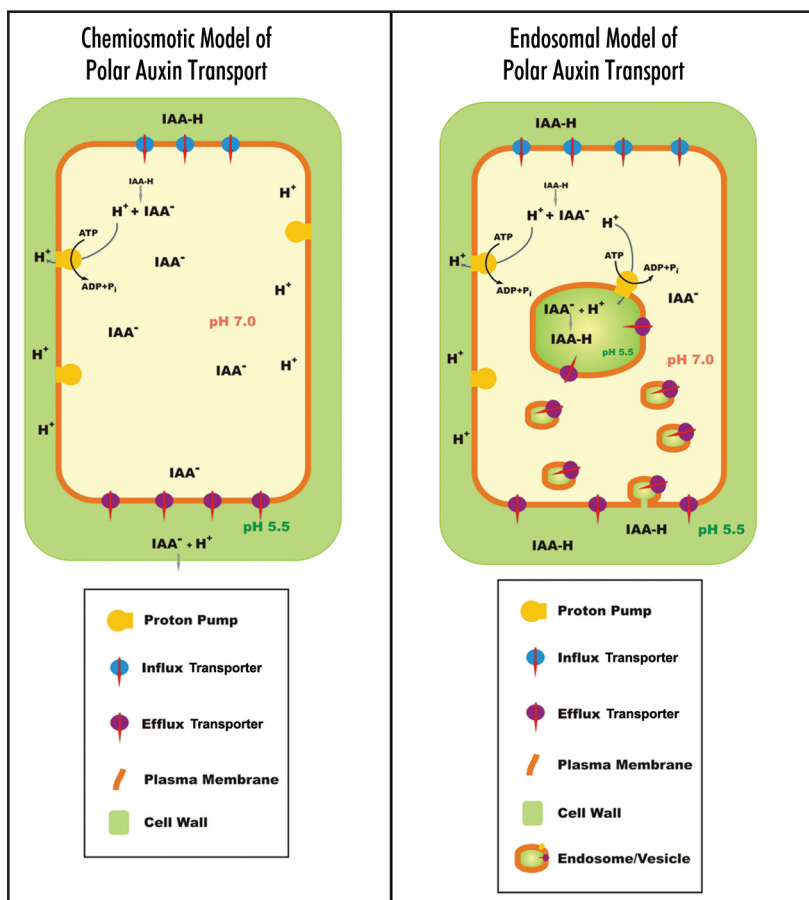 Chemiosmotic Model of
Polar Auxin Transport
IAA-H
IAA-H
H⁺ + IAA⁻
H⁺
ATP
H⁺
ADP+Pᵢ
IAA⁻
H⁺
pH 7.0
IAA⁻
H⁺
H⁺
IAA⁻
H⁺
IAA⁻
pH 5.5
IAA⁻ + H⁺
Proton Pump
Influx Transporter
Efflux Transporter
Plasma Membrane
Cell Wall
Endosomal Model of
Polar Auxin Transport
IAA-H
IAA-H
H⁺ + IAA⁻
H⁺
ATP
ATP
H⁺
ADP+Pᵢ
ADP+Pᵢ
IAA⁻
IAA⁻ + H⁺
IAA-H
pH 5.5
pH 7.0
H⁺
H⁺
IAA-H
IAA-H
pH 5.5
Proton Pump
Influx Transporter
Efflux Transporter
Plasma Membrane
Cell Wall
Endosome/Vesicle